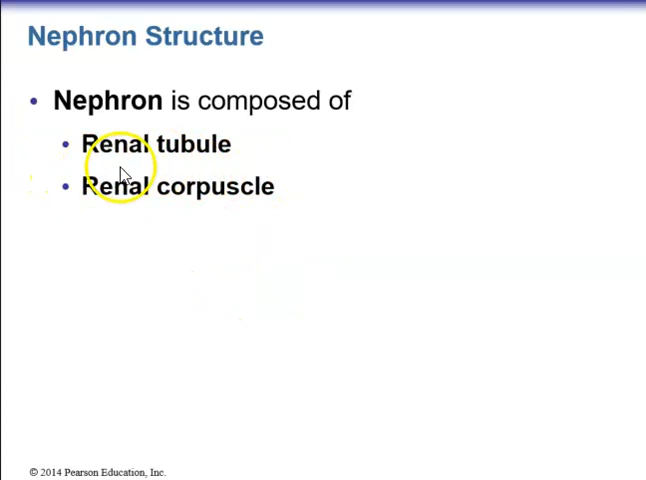 Nephron Structure
• Nephron is composed of
• Renal tubule
• Renal corpuscle
© 2014 Pearson Education, Inc.